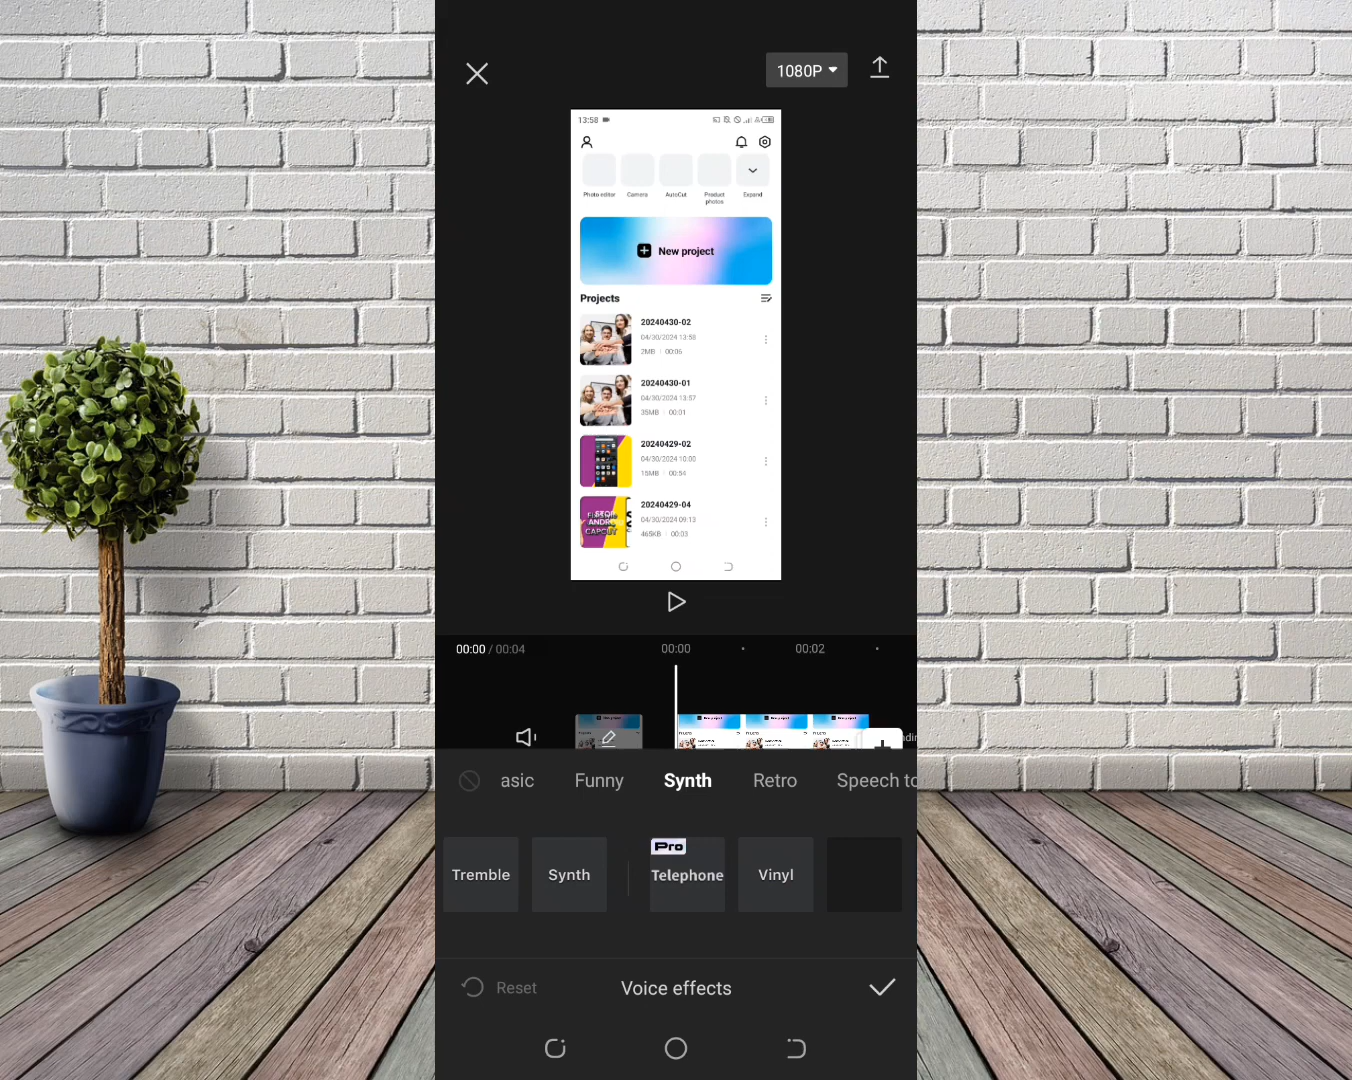 1080P
13:58
Photo editor
Camera
AutoCut
Product photos
Expand
New project
Projects
20240430-02
04/30/2024 13:58
2MB 00:06
20240430-01
04/30/2024 13:57
35MB 00:01
20240429-02
04/30/2024 10:00
15MB 00:54
STOP
ANDRO
CAPCUT
20240429-04
04/30/2024 09:13
465KB 00:03
00:00 / 00:04
00:00
00:02
asic
Funny
Synth
Retro
Speech to
Tremble
Synth
Pro
Telephone
Vinyl
Reset
Voice effects